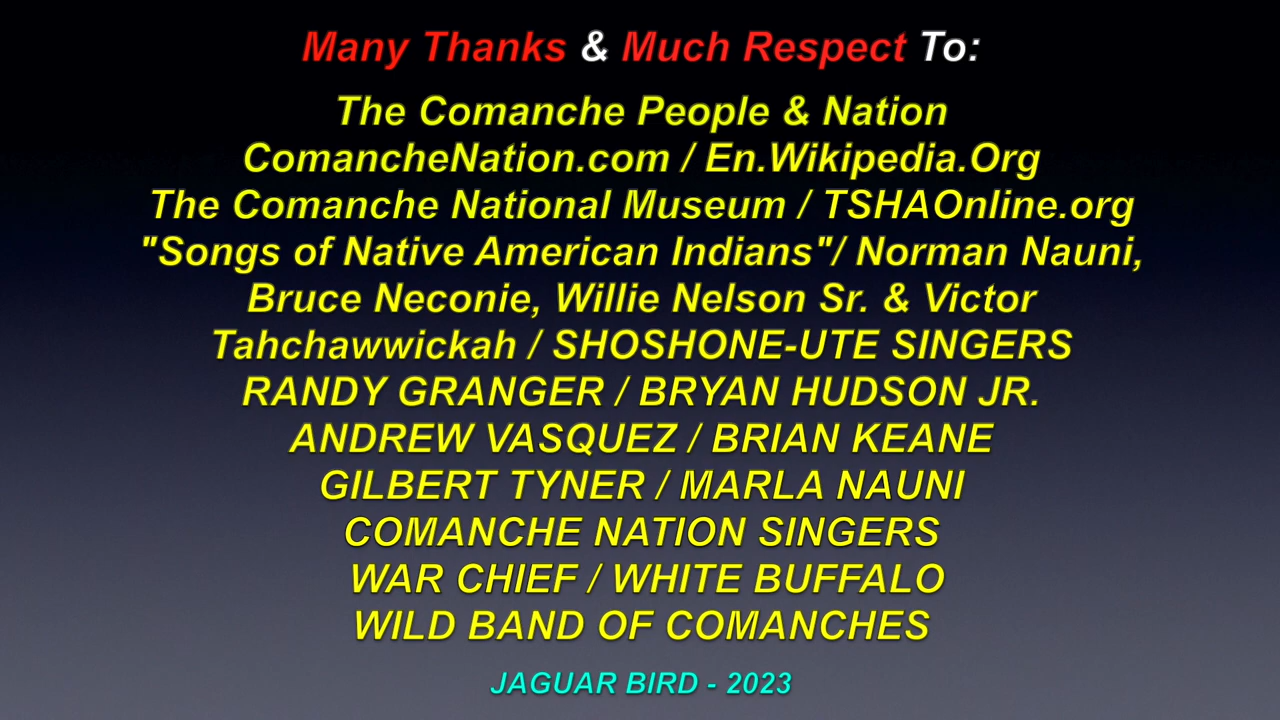 Many Thanks & Much Respect To:
The Comanche People & Nation
ComancheNation.com / En.Wikipedia.Org
The Comanche National Museum / TSHAOnline.org
"Songs of Native American Indians"/ Norman Nauni,
Bruce Neconie, Willie Nelson Sr. & Victor
Tahchawwickah / SHOSHONE-UTE SINGERS
RANDY GRANGER / BRYAN HUDSON JR.
ANDREW VASQUEZ / BRIAN KEANE
GILBERT TYNER / MARLA NAUNI
COMANCHE NATION SINGERS
WAR CHIEF / WHITE BUFFALO
WILD BAND OF COMANCHES
JAGUAR BIRD - 2023